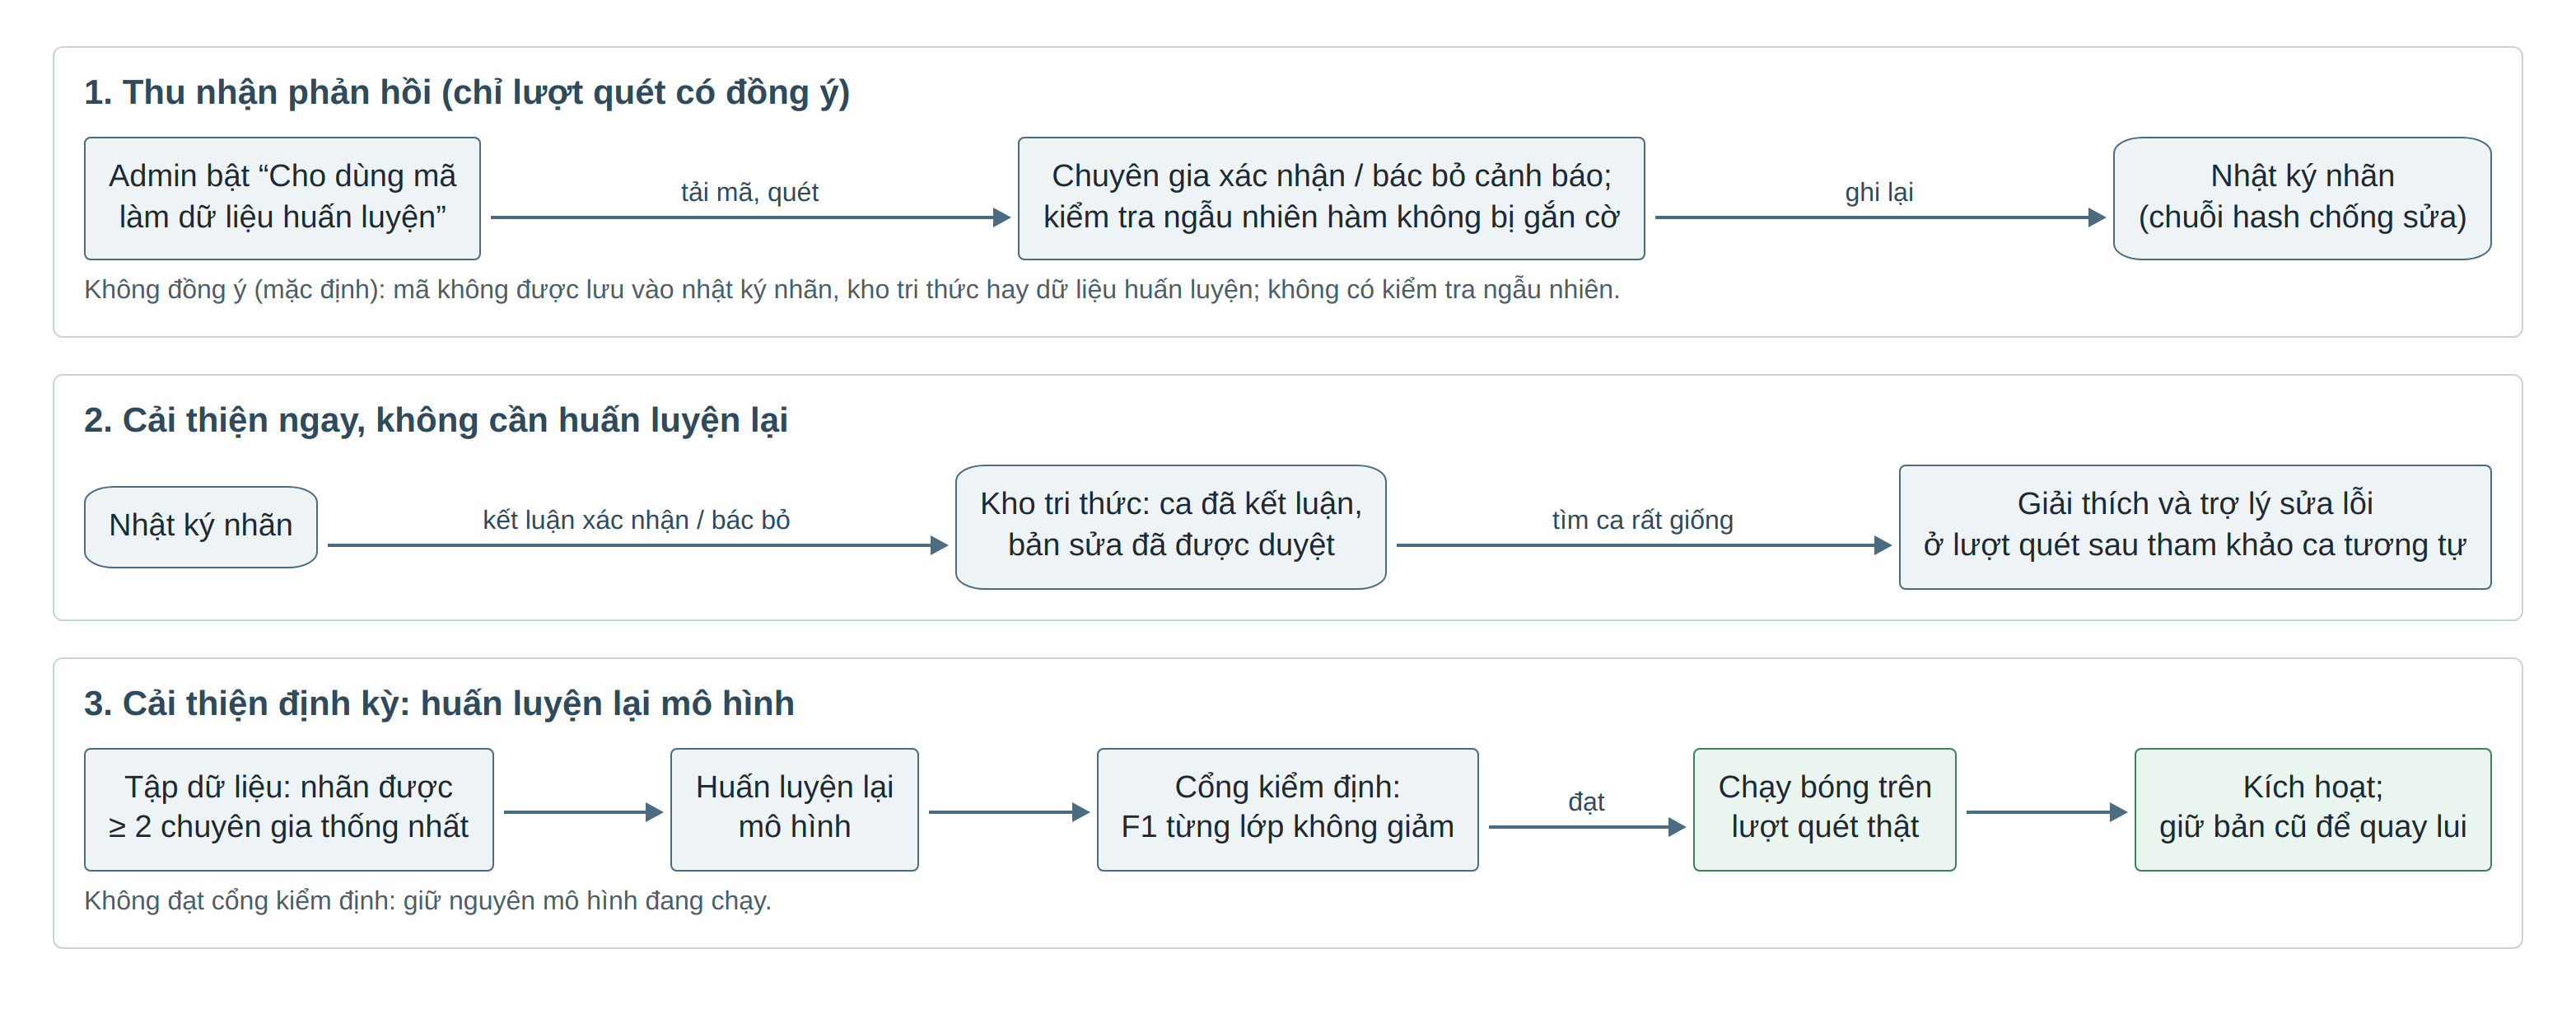 1. Thu nhận phản hồi (chỉ lượt quét có đồng ý)
Admin bật “Cho dùng mã
làm dữ liệu huấn luyện”
tải mã, quét
Chuyên gia xác nhận / bác bỏ cảnh báo;
kiểm tra ngẫu nhiên hàm không bị gắn cờ
ghi lại
Nhật ký nhãn
(chuỗi hash chống sửa)
Không đồng ý (mặc định): mã không được lưu vào nhật ký nhãn, kho tri thức hay dữ liệu huấn luyện; không có kiểm tra ngẫu nhiên.
2. Cải thiện ngay, không cần huấn luyện lại
Nhật ký nhãn
kết luận xác nhận / bác bỏ
Kho tri thức: ca đã kết luận,
bản sửa đã được duyệt
tìm ca rất giống
Giải thích và trợ lý sửa lỗi
ở lượt quét sau tham khảo ca tương tự
3. Cải thiện định kỳ: huấn luyện lại mô hình
Tập dữ liệu: nhãn được
≥ 2 chuyên gia thống nhất
Huấn luyện lại
mô hình
Cổng kiểm định:
F1 từng lớp không giảm
đạt
Chạy bóng trên
lượt quét thật
Kích hoạt;
giữ bản cũ để quay lui
Không đạt cổng kiểm định: giữ nguyên mô hình đang chạy.